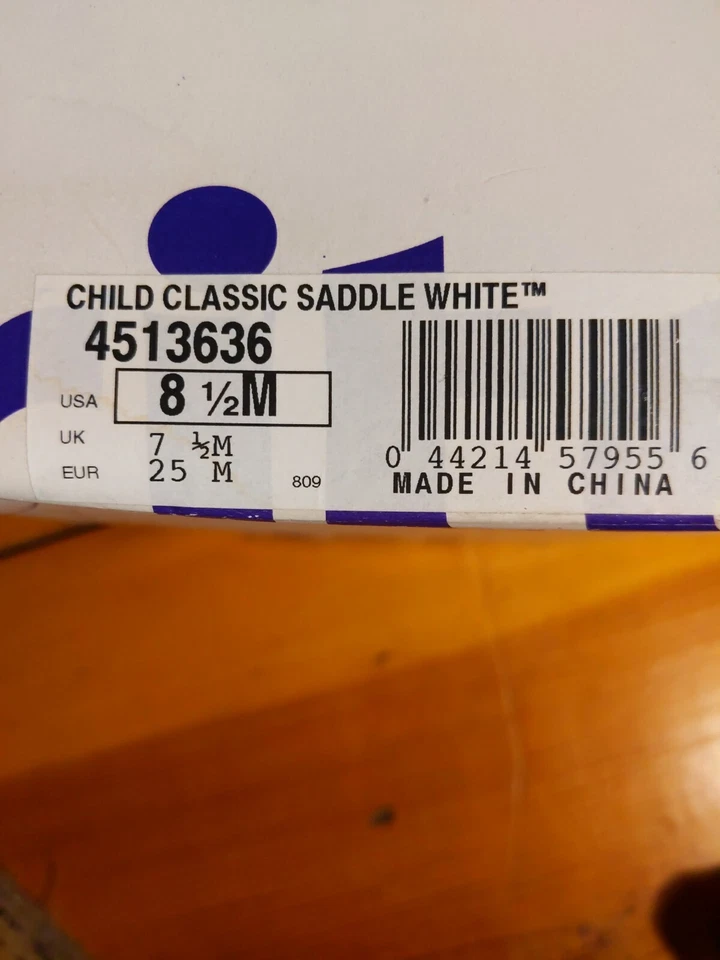 CHILD CLASSIC SADDLE WHITE™
4513636
USA 8 ½M
UK 7 ½M
EUR 25 M
809
0 44214 57955 6
MADE IN CHINA